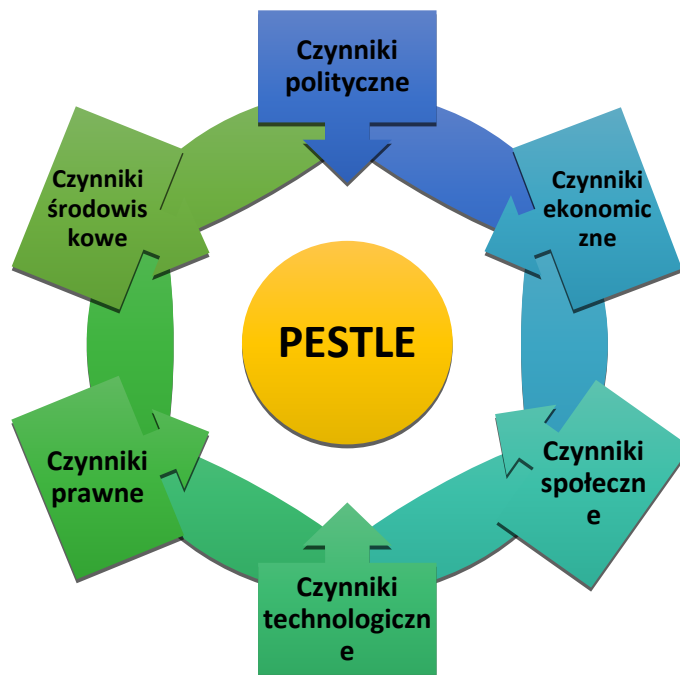 Czynniki
polityczne
Czynniki
ekonomic
zne
Czynniki
społeczn
e
Czynniki
technologiczn
e
Czynniki
prawne
Czynniki
środowis
kowe
PESTLE